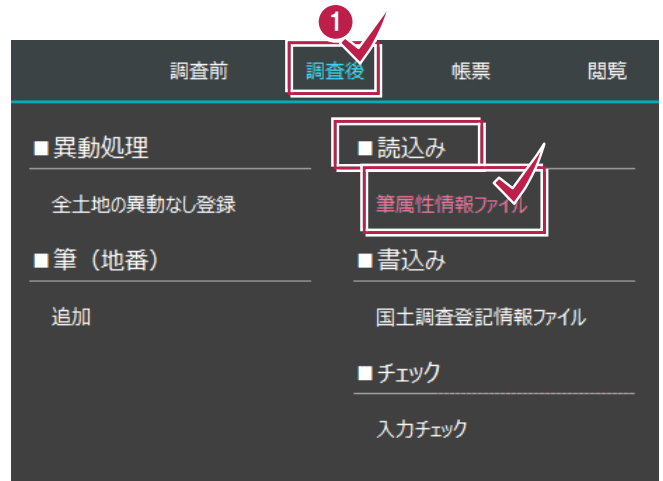 1
調査前 調査後 帳票 閲覧
■異動処理
全土地の異動なし登録
■筆（地番）
追加
■読込み
筆属性情報ファイル
■書込み
国土調査登記情報ファイル
■チェック
入力チェック